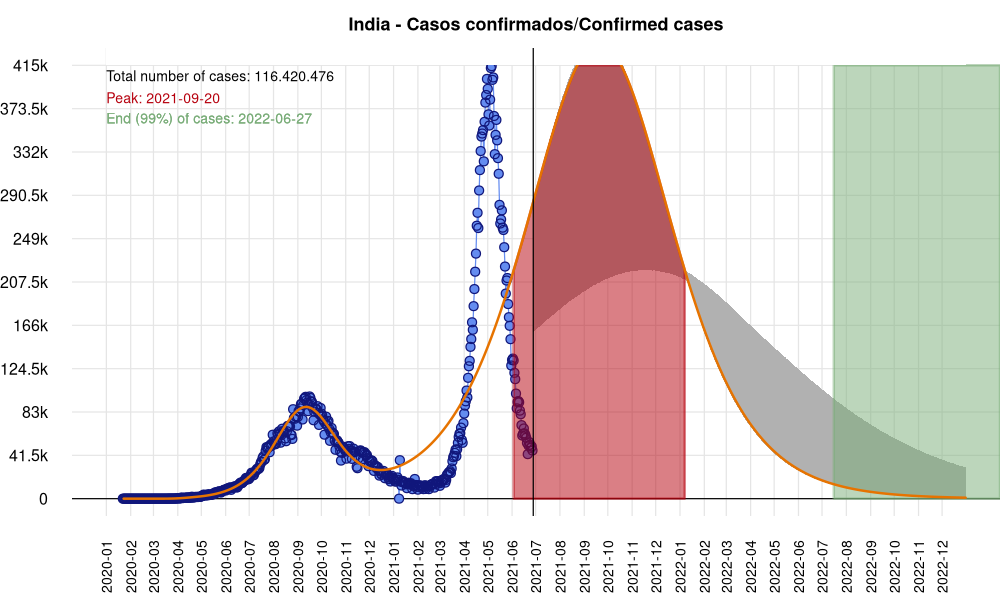 India - Casos confirmados/Confirmed cases
Total number of cases: 116.420.476
Peak: 2021-09-20
End (99%) of cases: 2022-06-27
415k
373.5k
332k
290.5k
249k
207.5k
166k
124.5k
83k
41.5k
0
2020-01
2020-02
2020-03
2020-04
2020-05
2020-06
2020-07
2020-08
2020-09
2020-10
2020-11
2020-12
2021-01
2021-02
2021-03
2021-04
2021-05
2021-06
2021-07
2021-08
2021-09
2021-10
2021-11
2021-12
2022-01
2022-02
2022-03
2022-04
2022-05
2022-06
2022-07
2022-08
2022-09
2022-10
2022-11
2022-12